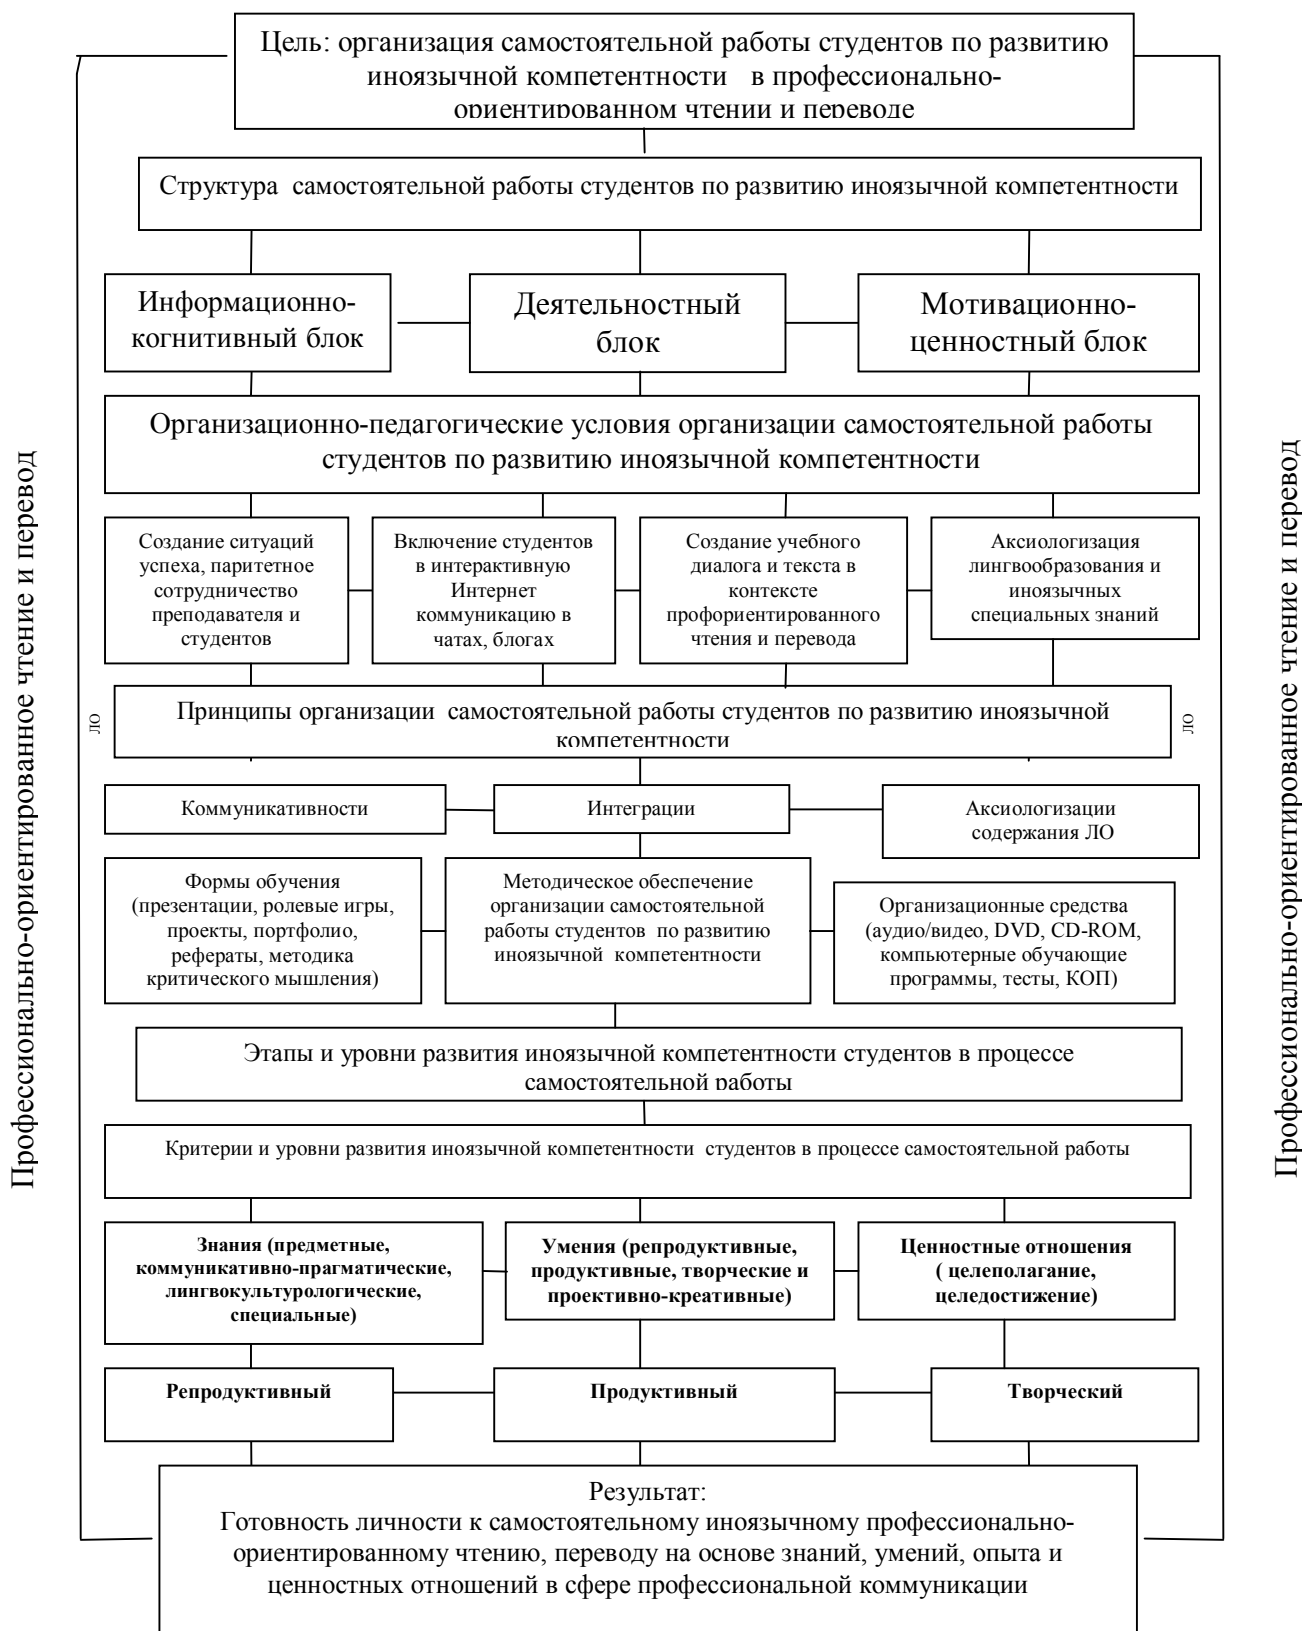 Цель: организация самостоятельной работы студентов по развитию
иноязычной компетентности в профессионально-
ориентированном чтении и переводе
Структура самостоятельной работы студентов по развитию иноязычной компетентности
Информационно-
когнитивный блок
Деятельностный
блок
Мотивационно-
ценностный блок
Организационно-педагогические условия организации самостоятельной работы
студентов по развитию иноязычной компетентности
Создание ситуаций
успеха, паритетное
сотрудничество
преподавателя и
студентов
Включение студентов
в интерактивную
Интернет
коммуникацию в
чатах, блогах
Создание учебного
диалога и текста в
контексте
профориентированного
чтения и перевода
Аксиологизация
лингвообразования и
иноязычных
специальных знаний
Профессионально-ориентированное чтение и перевод
ЛО
Принципы организации самостоятельной работы студентов по развитию иноязычной
компетентности
ЛО
Профессионально-ориентированное чтение и перевод
Коммуникативности
Интеграции
Аксиологизации
содержания ЛО
Формы обучения
(презентации, ролевые игры,
проекты, портфолио,
рефераты, методика
критического мышления)
Методическое обеспечение
организации самостоятельной
работы студентов по развитию
иноязычной компетентности
Организационные средства
(аудио/видео, DVD, CD-ROM,
компьютерные обучающие
программы, тесты, КОП)
Этапы и уровни развития иноязычной компетентности студентов в процессе
самостоятельной работы
Критерии и уровни развития иноязычной компетентности студентов в процессе самостоятельной работы
Знания (предметные,
коммуникативно-прагматические,
лингвокультурологические,
специальные)
Умения (репродуктивные,
продуктивные, творческие и
проективно-креативные)
Ценностные отношения
( целеполагание,
целедостижение)
Репродуктивный
Продуктивный
Творческий
Результат:
Готовность личности к самостоятельному иноязычному профессионально-
ориентированному чтению, переводу на основе знаний, умений, опыта и
ценностных отношений в сфере профессиональной коммуникации